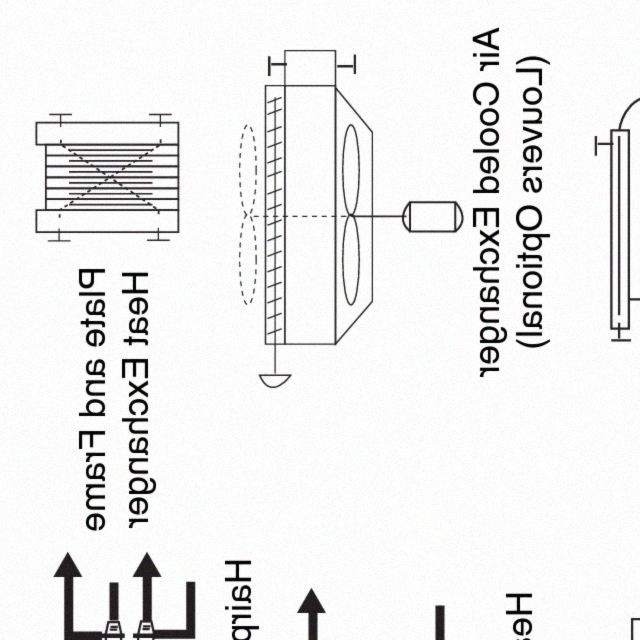 Plate and Frame
Heat Exchanger
Air Cooled Exchanger
(Louvers Optional)